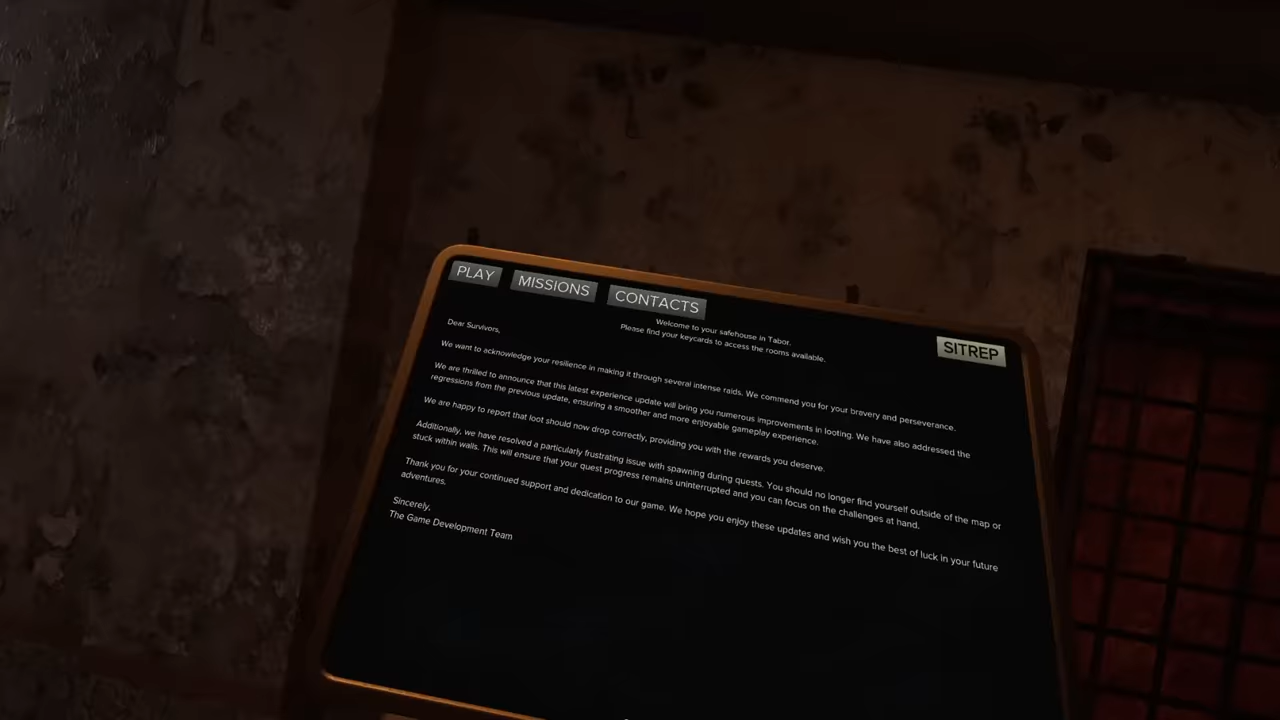 PLAY
MISSIONS
CONTACTS
SITREP
Welcome to your safehouse in Tabor.
Please find your keycards to access the rooms available.
Dear Survivors,
We want to acknowledge your resilience in making it through several intense raids. We commend you for your bravery and perseverance.
We are thrilled to announce that this latest experience update will bring you numerous improvements in looting. We have also addressed the
regressions from the previous update, ensuring a smoother and more enjoyable gameplay experience.
We are happy to report that loot should now drop correctly, providing you with the rewards you deserve.
Additionally, we have resolved a particularly frustrating issue with spawning during quests. You should no longer find yourself outside of the map or
stuck within walls. This will ensure that your quest progress remains uninterrupted and you can focus on the challenges at hand.
Thank you for your continued support and dedication to our game. We hope you enjoy these updates and wish you the best of luck in your future
adventures.
Sincerely,
The Game Development Team